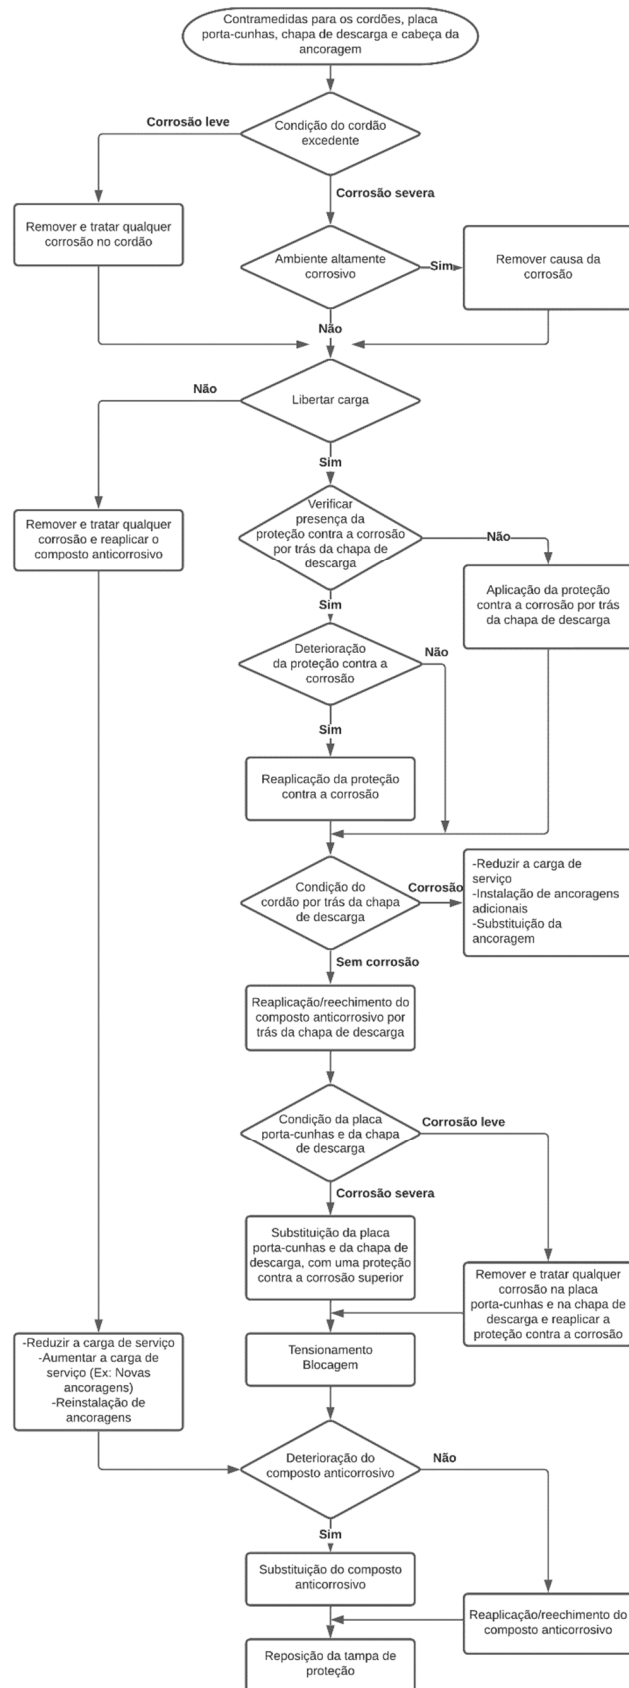 Contramedidas para os cordões, placa
porta-cunhas, chapa de descarga e cabeça da
ancoragem
Corrosão leve
Condição do cordão
excedente
Corrosão severa
Remover e tratar qualquer
corrosão no cordão
Ambiente altamente
corrosivo
Sim
Remover causa da
corrosão
Não
Não
Libertar carga
Sim
Remover e tratar qualquer
corrosão e reaplicar o
composto anticorrosivo
Verificar
presença da
proteção contra a corrosão
por trás da chapa de
descarga
Não
Aplicação da proteção
contra a corrosão por trás
da chapa de descarga
Sim
Deterioração
da proteção contra a
corrosão
Não
Sim
Reaplicação da proteção
contra a corrosão
Condição do
cordão por trás da chapa
de descarga
Corrosão
-Reduzir a carga de
serviço
-Instalação de ancoragens
adicionais
-Substituição da
ancoragem
Sem corrosão
Reaplicação/reechimento do
composto anticorrosivo por
trás da chapa de descarga
Condição da placa
porta-cunhas e da chapa
de descarga
Corrosão leve
Corrosão severa
Substituição da placa
porta-cunhas e da chapa de
descarga, com uma proteção
contra a corrosão superior
Remover e tratar qualquer
corrosão na placa
porta-cunhas e na chapa de
descarga e reaplicar a
proteção contra a corrosão
-Reduzir a carga de serviço
-Aumentar a carga de
serviço (Ex: Novas
ancoragens)
-Reinstalação de
ancoragens
Tensionamento
Blocagem
Deterioração do
composto anticorrosivo
Não
Sim
Substituição do composto
anticorrosivo
Reaplicação/reechimento do
composto anticorrosivo
Reposição da tampa de
proteção